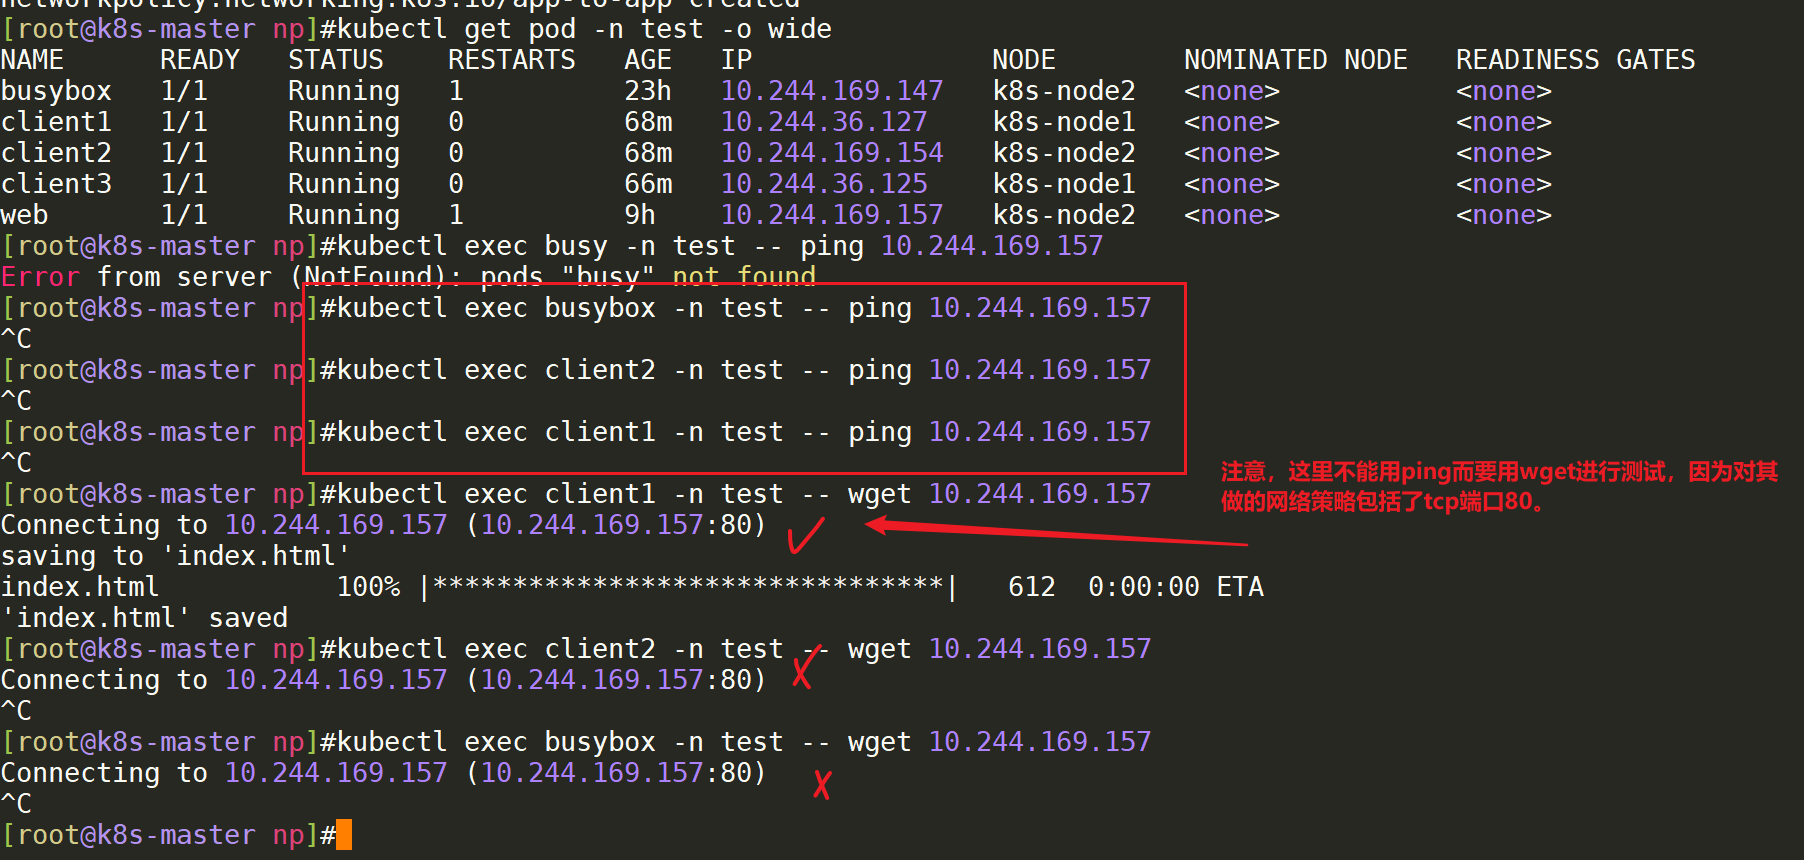 networkpolicy.networking.k8s.io/app-to-app created
[root@k8s-master np]#kubectl get pod -n test -o wide
NAME READY STATUS RESTARTS AGE IP NODE NOMINATED NODE READINESS GATES
busybox 1/1 Running 1 23h 10.244.169.147 k8s-node2 <none> <none>
client1 1/1 Running 0 68m 10.244.36.127 k8s-node1 <none> <none>
client2 1/1 Running 0 68m 10.244.169.154 k8s-node2 <none> <none>
client3 1/1 Running 0 66m 10.244.36.125 k8s-node1 <none> <none>
web 1/1 Running 1 9h 10.244.169.157 k8s-node2 <none> <none>
[root@k8s-master np]#kubectl exec busy -n test -- ping 10.244.169.157
Error from server (NotFound): pods "busy" not found
[root@k8s-master np]#kubectl exec busybox -n test -- ping 10.244.169.157
^C
[root@k8s-master np]#kubectl exec client2 -n test -- ping 10.244.169.157
^C
[root@k8s-master np]#kubectl exec client1 -n test -- ping 10.244.169.157
^C
注意，这里不能用ping而要用wget进行测试，因为对其
做的网络策略包括了tcp端口80。
[root@k8s-master np]#kubectl exec client1 -n test -- wget 10.244.169.157
Connecting to 10.244.169.157 (10.244.169.157:80)
saving to 'index.html'
index.html 100% |********************************| 612 0:00:00 ETA
'index.html' saved
[root@k8s-master np]#kubectl exec client2 -n test -- wget 10.244.169.157
Connecting to 10.244.169.157 (10.244.169.157:80)
^C
[root@k8s-master np]#kubectl exec busybox -n test -- wget 10.244.169.157
Connecting to 10.244.169.157 (10.244.169.157:80)
^C
[root@k8s-master np]#